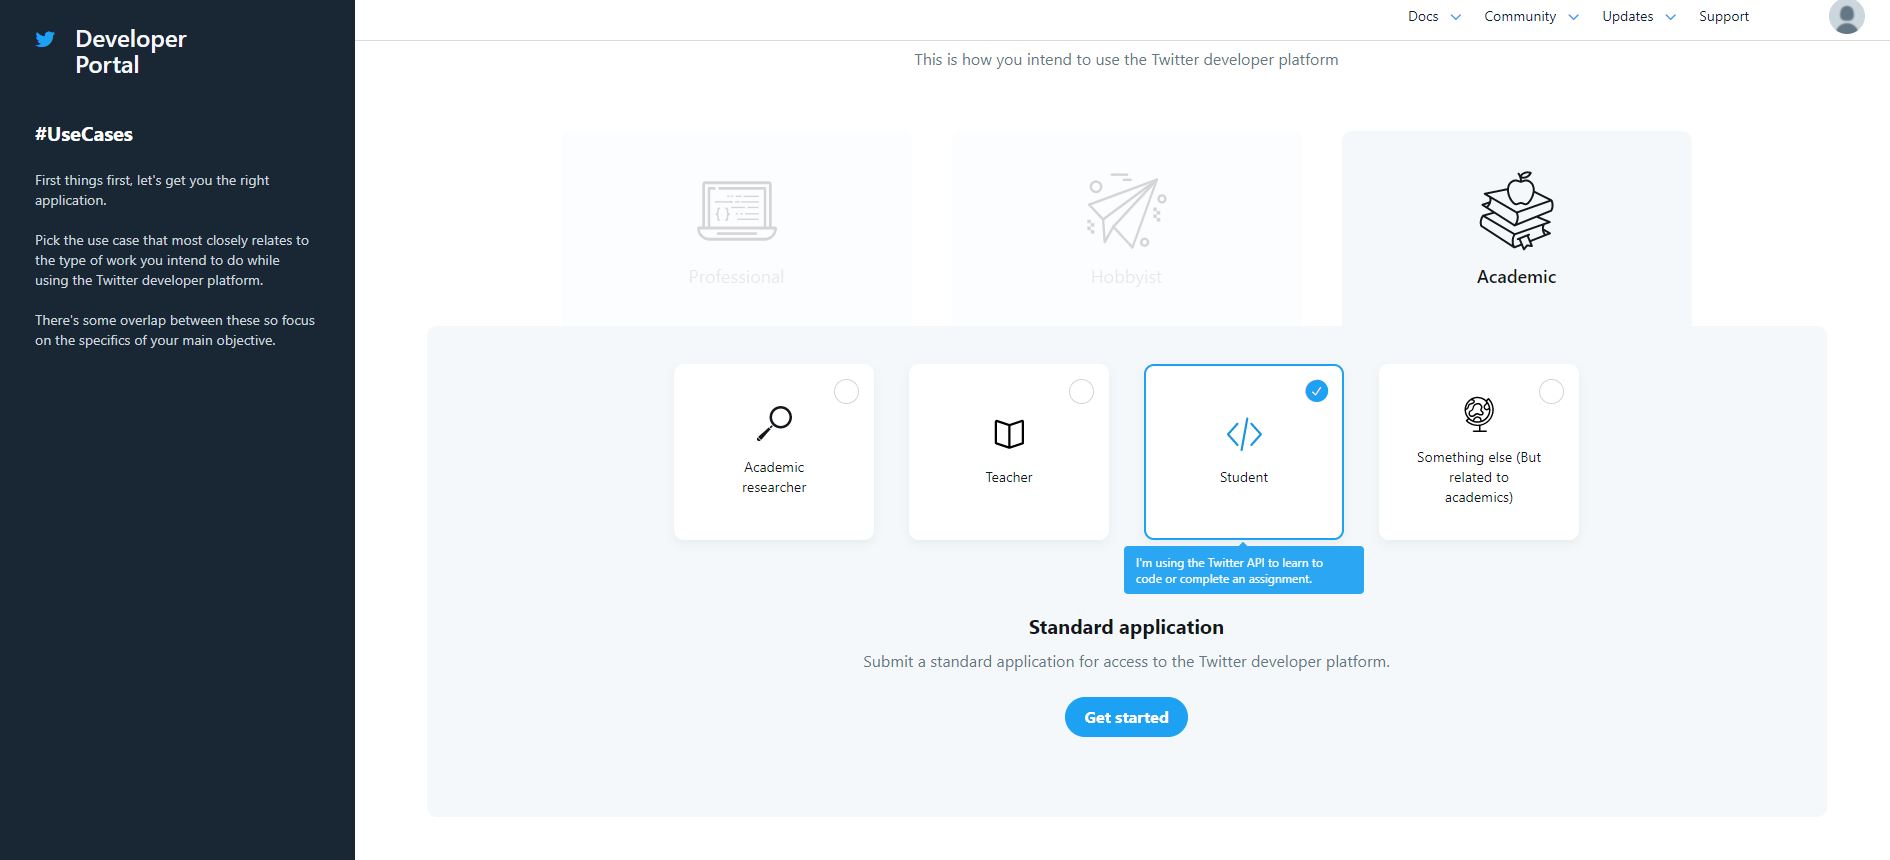 Developer
Portal
Docs
Community
Updates
Support
#UseCases
First things first, let's get you the right
application.
Pick the use case that most closely relates to
the type of work you intend to do while
using the Twitter developer platform.
There's some overlap between these so focus
on the specifics of your main objective.
This is how you intend to use the Twitter developer platform
{}
Professional
Hobbyist
Academic
Academic
researcher
Teacher
</>
Student
Something else (But
related to
academics)
I'm using the Twitter API to learn to
code or complete an assignment.
Standard application
Submit a standard application for access to the Twitter developer platform.
Get started